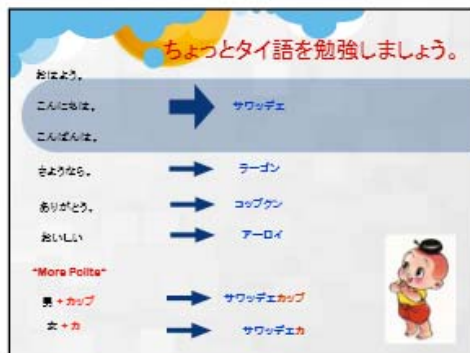 ちょっとタイ語を勉強しましょう。
おはよう。
こんにちは。
サワッデェ
こんばんは。
さようなら。 ラーゴン
ありがとう。 コップクン
おいしい アーロイ
"More Polite"
男 + カップ サワッデェカップ
女 + カ サワッデェカ